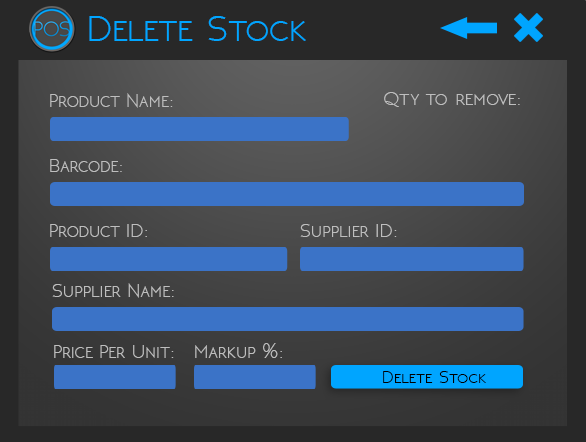 POS Delete Stock
Product Name: Qty to remove:
Barcode:
Product ID: Supplier ID:
Supplier Name:
Price Per Unit: Markup %: 
Delete Stock